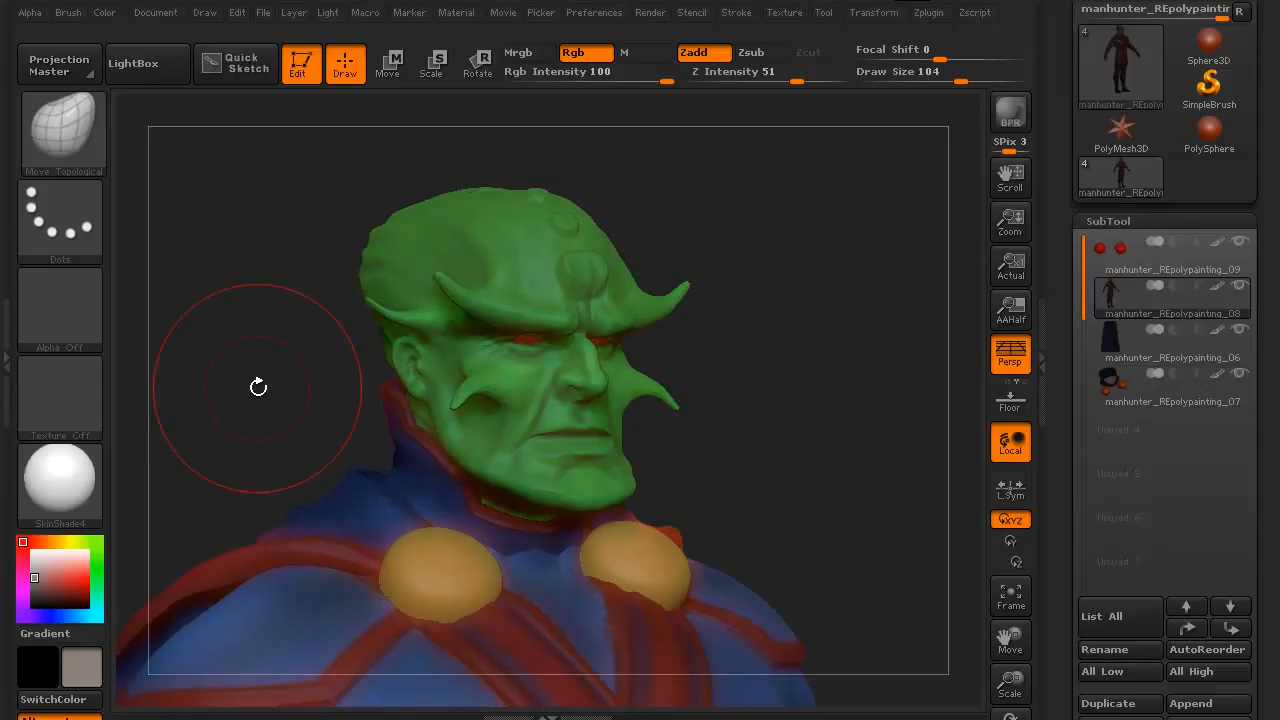 Alpha Brush Color Document Draw Edit File Layer Light Macro Marker Material Movie Picker Preferences Render Stencil Stroke Texture Tool Transform Zplugin Zscript
Projection Master
LightBox
Quick Sketch
Edit
Draw
Move
Scale
Rotate
Mrgb
Rgb
M
Rgb Intensity 100
Zadd
Zsub
Zcut
Z Intensity 51
Focal Shift 0
Draw Size 104
Move Topological
Dots
Alpha Off
Texture Off
SkinShade4
Gradient
SwitchColor
BPR
SPix 3
Scroll
Zoom
Actual
AAHalf
Persp
Floor
Local
L.Sym
XYZ
Frame
Move
Scale
manhunter_REpolypaintir
R
4
manhunter_REpoly
Sphere3D
SimpleBrush
PolyMesh3D
PolySphere
4
manhunter_REpoly
SubTool
manhunter_REpolypainting_09
manhunter_REpolypainting_08
manhunter_REpolypainting_06
manhunter_REpolypainting_07
Unused 4
Unused 5
Unused 6
Unused 7
List All
Rename
AutoReorder
All Low
All High
Duplicate
Append